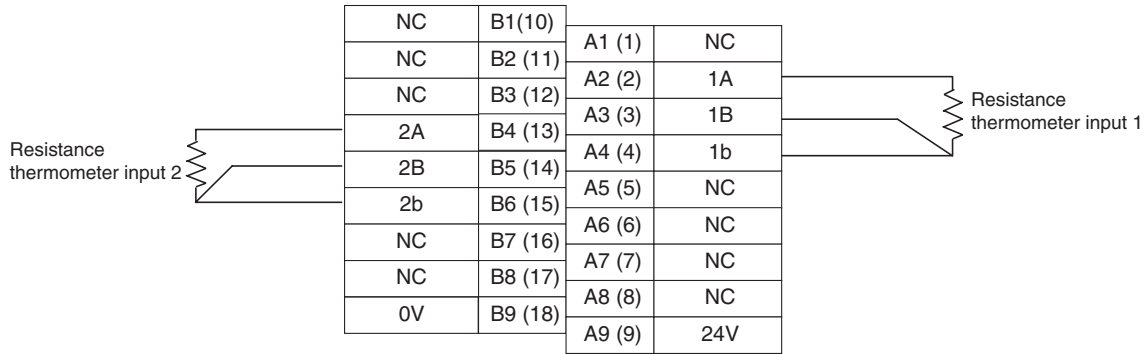 NC B1(10)
A1 (1) NC
NC B2 (11)
A2 (2) 1A
NC B3 (12)
A3 (3) 1B
2A B4 (13)
A4 (4) 1b
2B B5 (14)
A5 (5) NC
2b B6 (15)
A6 (6) NC
NC B7 (16)
A7 (7) NC
NC B8 (17)
A8 (8) NC
0V B9 (18)
A9 (9) 24V
Resistance
thermometer input 2
Resistance
thermometer input 1